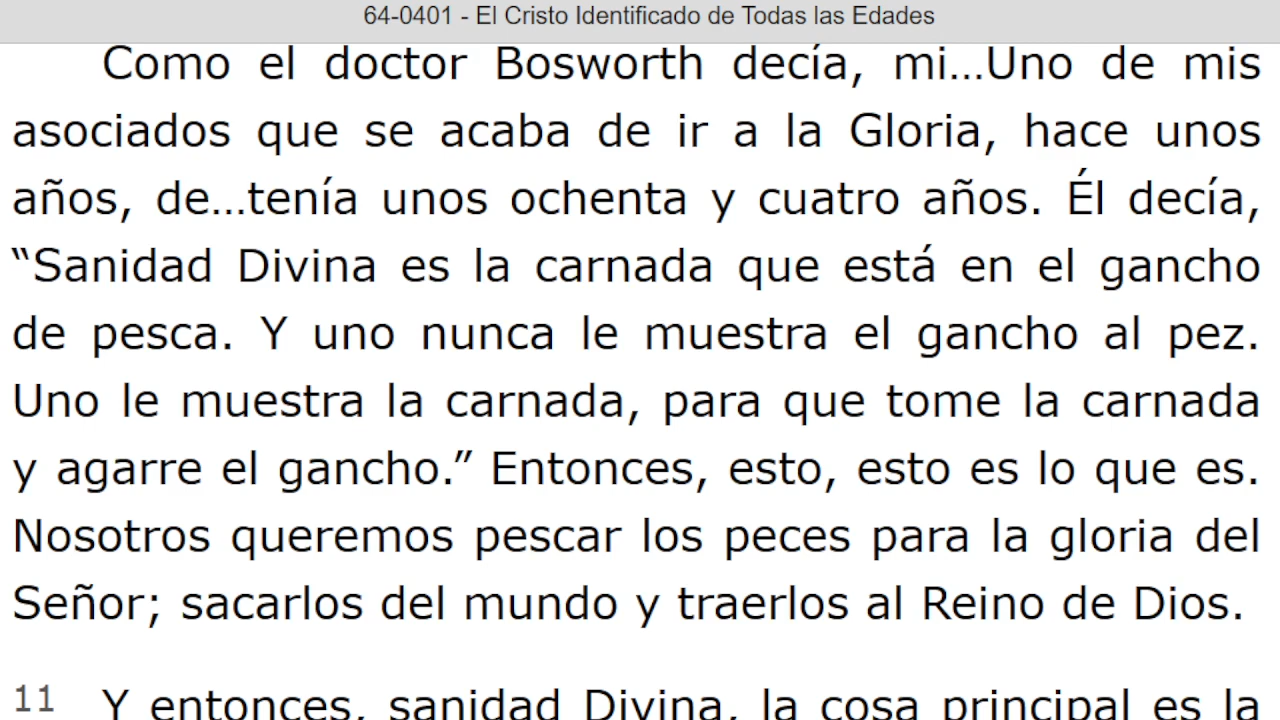 64-0401 - El Cristo Identificado de Todas las Edades
Como el doctor Bosworth decía, mi...Uno de mis
asociados que se acaba de ir a la Gloria, hace unos
años, de...tenía unos ochenta y cuatro años. Él decía,
“Sanidad Divina es la carnada que está en el gancho
de pesca. Y uno nunca le muestra el gancho al pez.
Uno le muestra la carnada, para que tome la carnada
y agarre el gancho.” Entonces, esto, esto es lo que es.
Nosotros queremos pescar los peces para la gloria del
Señor; sacarlos del mundo y traerlos al Reino de Dios.
11 Y entonces, sanidad Divina, la cosa principal es la